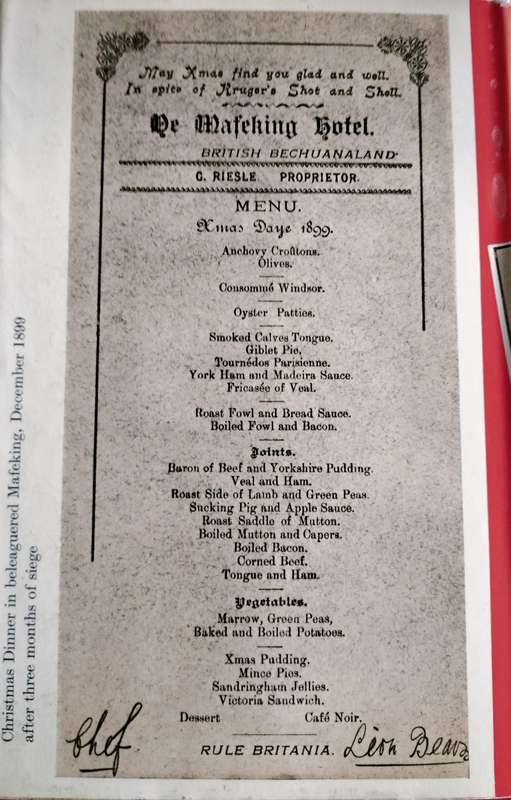 May Xmas find you glad and well.
In spite of Kruger's Shot and Shell.
Ye Mafeking Hotel.
BRITISH BECHUANALAND
C. RIESLE. PROPRIETOR.
MENU.
Xmas Daye 1899.
Anchovy Croûtons.
Olives.
Consommé Windsor.
Oyster Patties.
Smoked Calves Tongue.
Giblet Pie.
Tournédos Parisienne.
York Ham and Madeira Sauce.
Fricasée of Veal.
Roast Fowl and Bread Sauce.
Boiled Fowl and Bacon.
Joints.
Baron of Beef and Yorkshire Pudding.
Veal and Ham.
Roast Side of Lamb and Green Peas.
Sucking Pig and Apple Sauce.
Roast Saddle of Mutton.
Boiled Mutton and Capers.
Boiled Bacon.
Corned Beef.
Tongue and Ham.
Vegetables.
Marrow, Green Peas,
Baked and Boiled Potatoes.
Xmas Pudding.
Mince Pies.
Sandringham Jellies.
Victoria Sandwich.
Dessert Café Noir.
Chef RULE BRITANIA. Léon
Christmas Dinner in beleaguered Mafeking, December 1899
after three months of siege